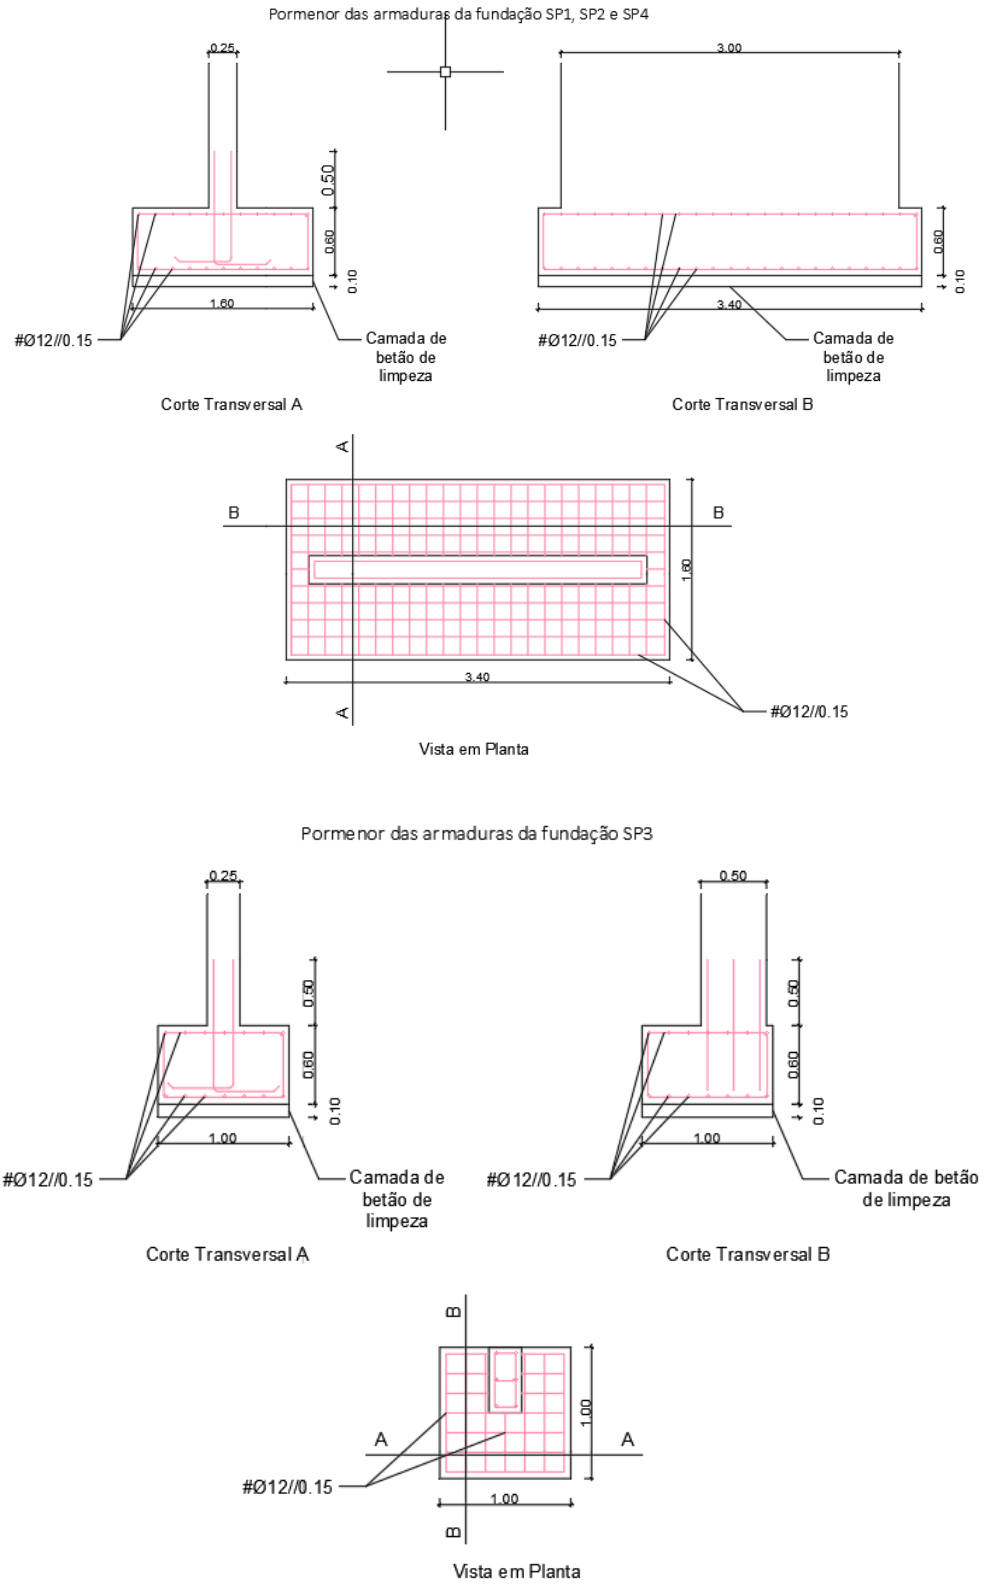 Pormenor das armaduras da fundação SP1, SP2 e SP4
0.25
3.00
0.50
0.60
0.10
0.60
0.10
1.60
3.40
#Ø12//0.15
Camada de
betão de
limpeza
#Ø12//0.15
Camada de
betão de
limpeza
Corte Transversal A
Corte Transversal B
A
B
B
1.60
3.40
A
#Ø12//0.15
Vista em Planta
Pormenor das armaduras da fundação SP3
0.25
0.50
0.50
0.60
0.10
0.50
0.60
0.10
1.00
1.00
#Ø12//0.15
Camada de
betão de
limpeza
#Ø12//0.15
Camada de betão
de limpeza
Corte Transversal A
Corte Transversal B
B
1.00
A
A
#Ø12//0.15
1.00
B
Vista em Planta